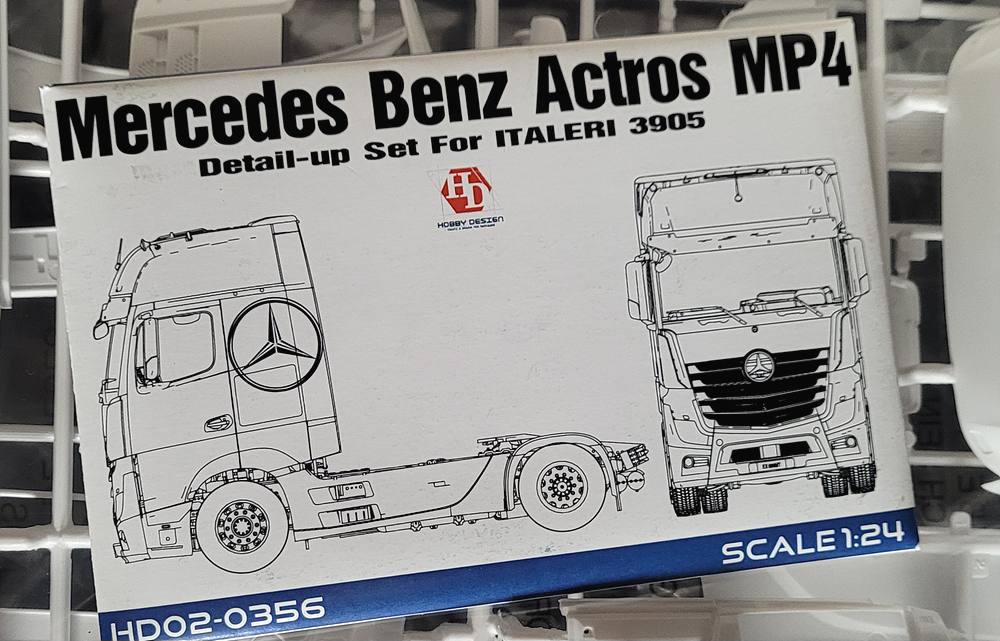 Mercedes Benz Actros MP4
Detail-up Set For ITALERI 3905
HD
HOBBY DESIGN
SCALE 1:24
HD02-0356